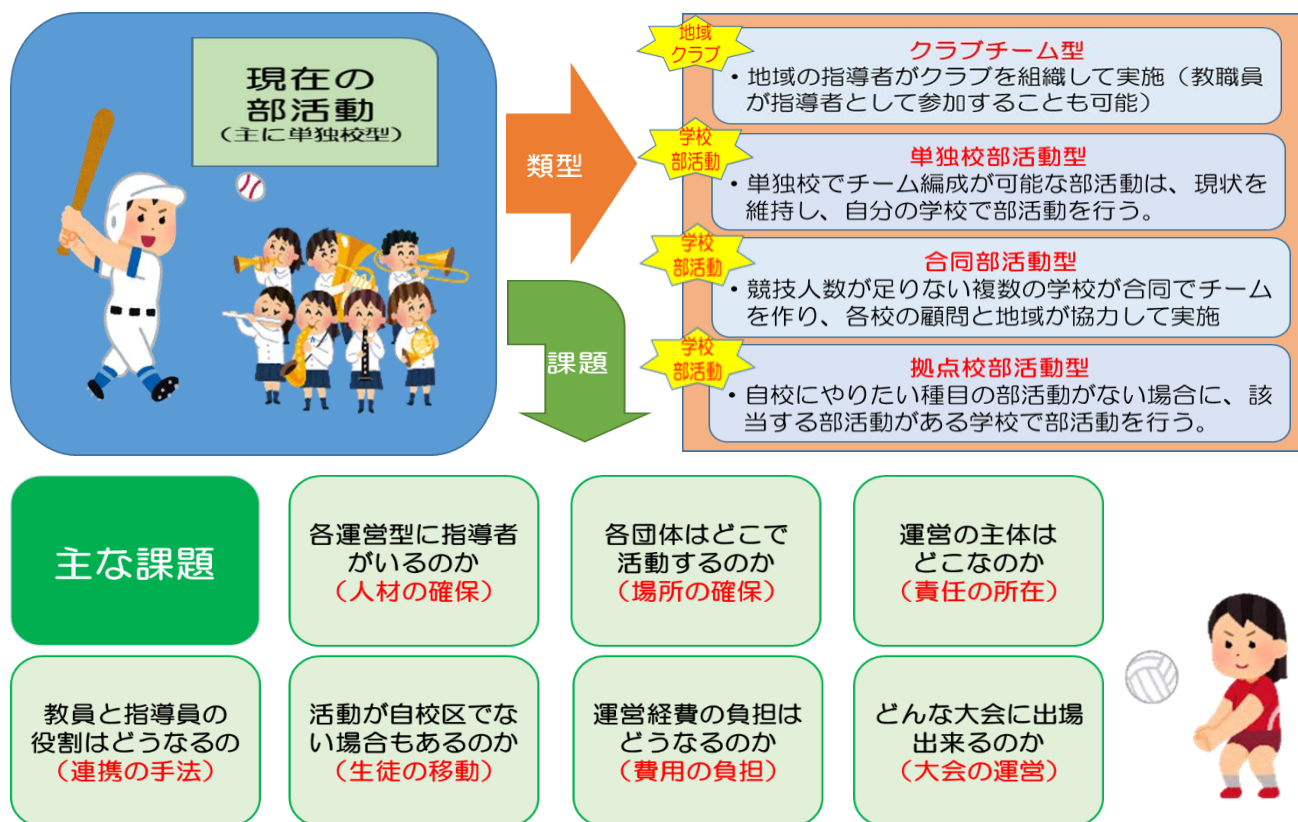 現在の
部活動
(主に単独校型)
類型
課題
地域
クラブ
クラブチーム型
・地域の指導者がクラブを組織して実施（教職員
が指導者として参加することも可能）
学校
部活動
単独校部活動型
・単独校でチーム編成が可能な部活動は、現状を
維持し、自分の学校で部活動を行う。
学校
部活動
合同部活動型
・競技人数が足りない複数の学校が合同でチーム
を作り、各校の顧問と地域が協力して実施
学校
部活動
拠点校部活動型
・自校にやりたい種目の部活動がない場合に、該
当する部活動がある学校で部活動を行う。
主な課題
各運営型に指導者
がいるのか
（人材の確保）
各団体はどこで
活動するのか
（場所の確保）
運営の主体は
どこなのか
（責任の所在）
教員と指導員の
役割はどうなるの
（連携の手法）
活動が自校区でな
い場合もあるのか
（生徒の移動）
運営経費の負担は
どうなるのか
（費用の負担）
どんな大会に出場
出来るのか
（大会の運営）